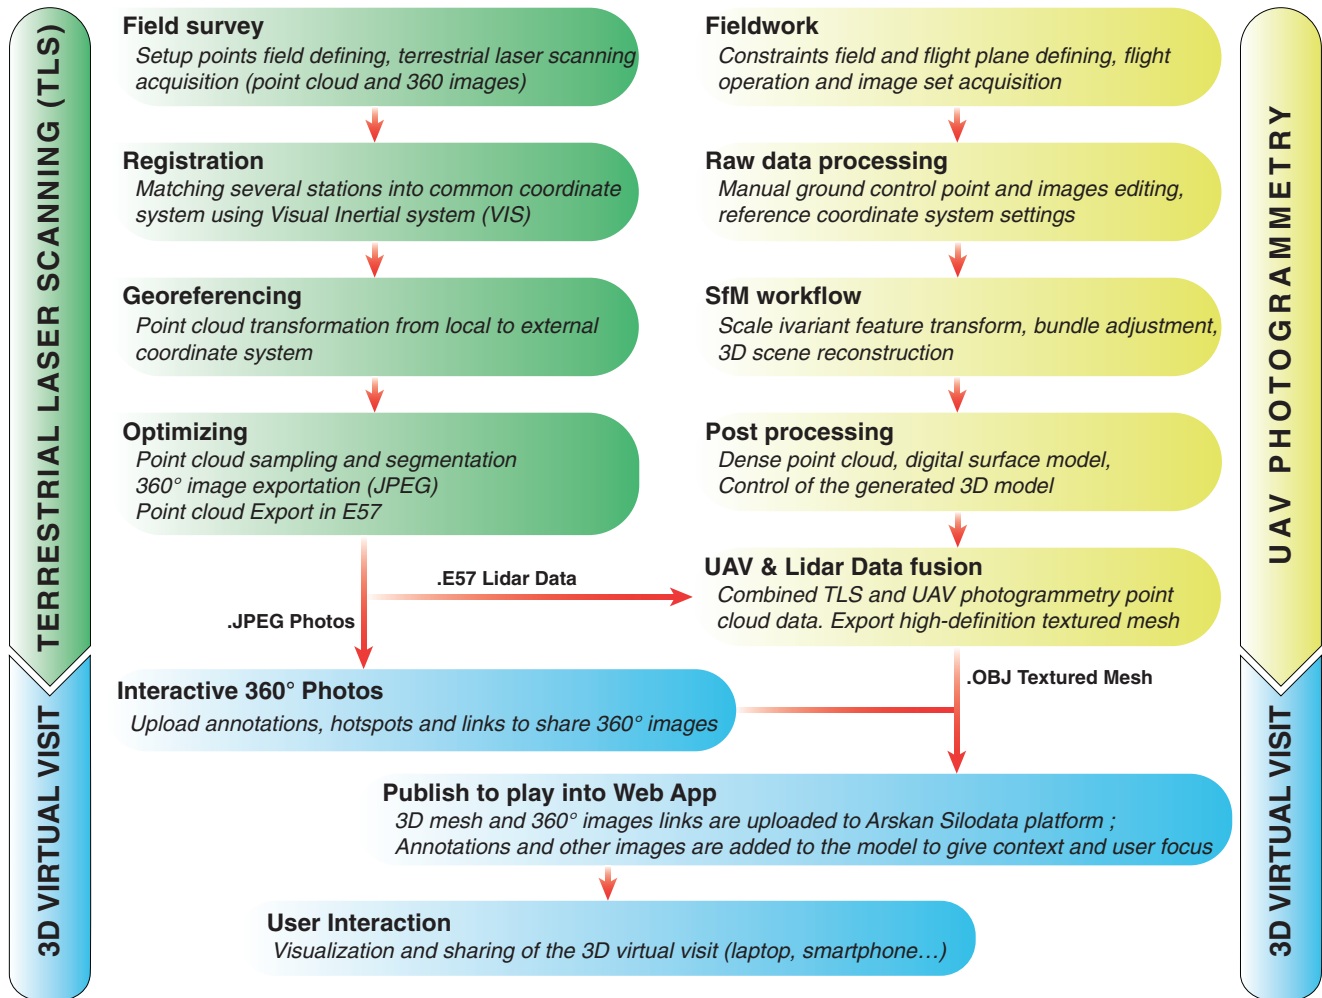 TERRESTRIAL LASER SCANNING (TLS)
3D VIRTUAL VISIT
Field survey
Setup points field defining, terrestrial laser scanning
acquisition (point cloud and 360 images)
Registration
Matching several stations into common coordinate
system using Visual Inertial system (VIS)
Georeferencing
Point cloud transformation from local to external
coordinate system
Optimizing
Point cloud sampling and segmentation
360° image exportation (JPEG)
Point cloud Export in E57
.E57 Lidar Data
.JPEG Photos
Fieldwork
Constraints field and flight plane defining, flight
operation and image set acquisition
Raw data processing
Manual ground control point and images editing,
reference coordinate system settings
SfM workflow
Scale ivariant feature transform, bundle adjustment,
3D scene reconstruction
Post processing
Dense point cloud, digital surface model,
Control of the generated 3D model
UAV & Lidar Data fusion
Combined TLS and UAV photogrammetry point
cloud data. Export high-definition textured mesh
.OBJ Textured Mesh
Interactive 360° Photos
Upload annotations, hotspots and links to share 360° images
Publish to play into Web App
3D mesh and 360° images links are uploaded to Arskan Silodata platform ;
Annotations and other images are added to the model to give context and user focus
User Interaction
Visualization and sharing of the 3D virtual visit (laptop, smartphone…)
UAV PHOTOGRAMMETRY
3D VIRTUAL VISIT